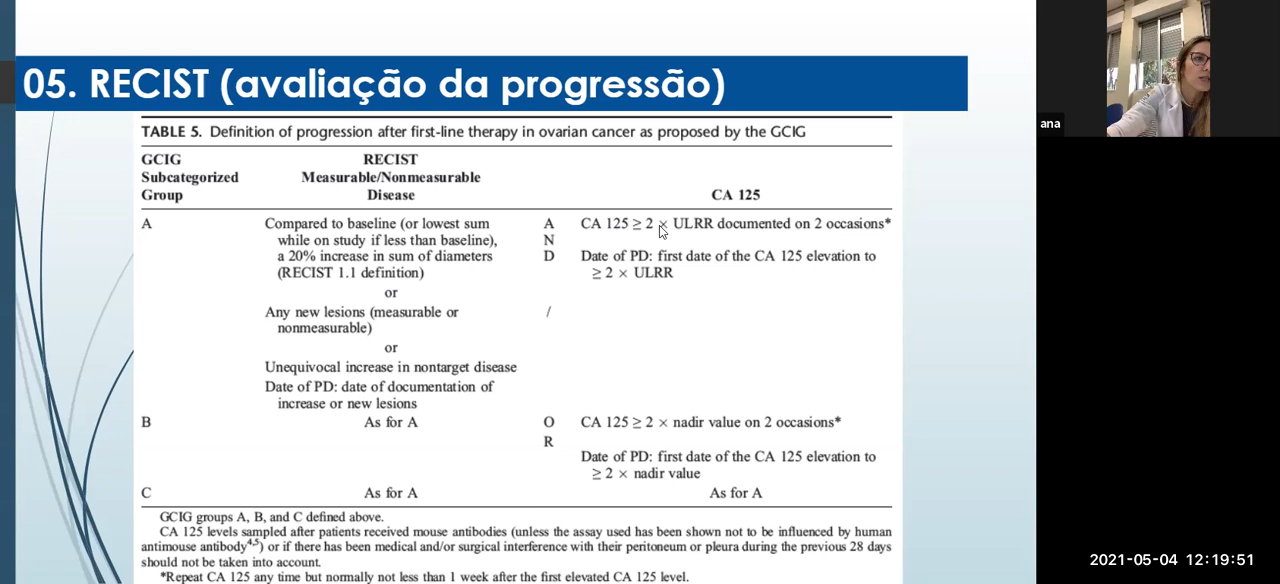 05. RECIST (avaliação da progressão)
TABLE 5. Definition of progression after first-line therapy in ovarian cancer as proposed by the GCIG
GCIG Subcategorized Group
RECIST Measurable/Nonmeasurable Disease
CA 125
A
Compared to baseline (or lowest sum
while on study if less than baseline),
a 20% increase in sum of diameters
(RECIST 1.1 definition)
or
Any new lesions (measurable or
nonmeasurable)
or
Unequivocal increase in nontarget disease
Date of PD: date of documentation of
increase or new lesions
A
N
D
/
CA 125 ≥ 2 × ULRR documented on 2 occasions*
Date of PD: first date of the CA 125 elevation to
≥ 2 × ULRR
B
As for A
O
R
CA 125 ≥ 2 × nadir value on 2 occasions*
Date of PD: first date of the CA 125 elevation to
≥ 2 × nadir value
C
As for A
As for A
GCIG groups A, B, and C defined above.
CA 125 levels sampled after patients received mouse antibodies (unless the assay used has been shown not to be influenced by human
antimouse antibody4,5) or if there has been medical and/or surgical interference with their peritoneum or pleura during the previous 28 days
should not be taken into account.
*Repeat CA 125 any time but normally not less than 1 week after the first elevated CA 125 level.
ana
2021-05-04 12:19:51